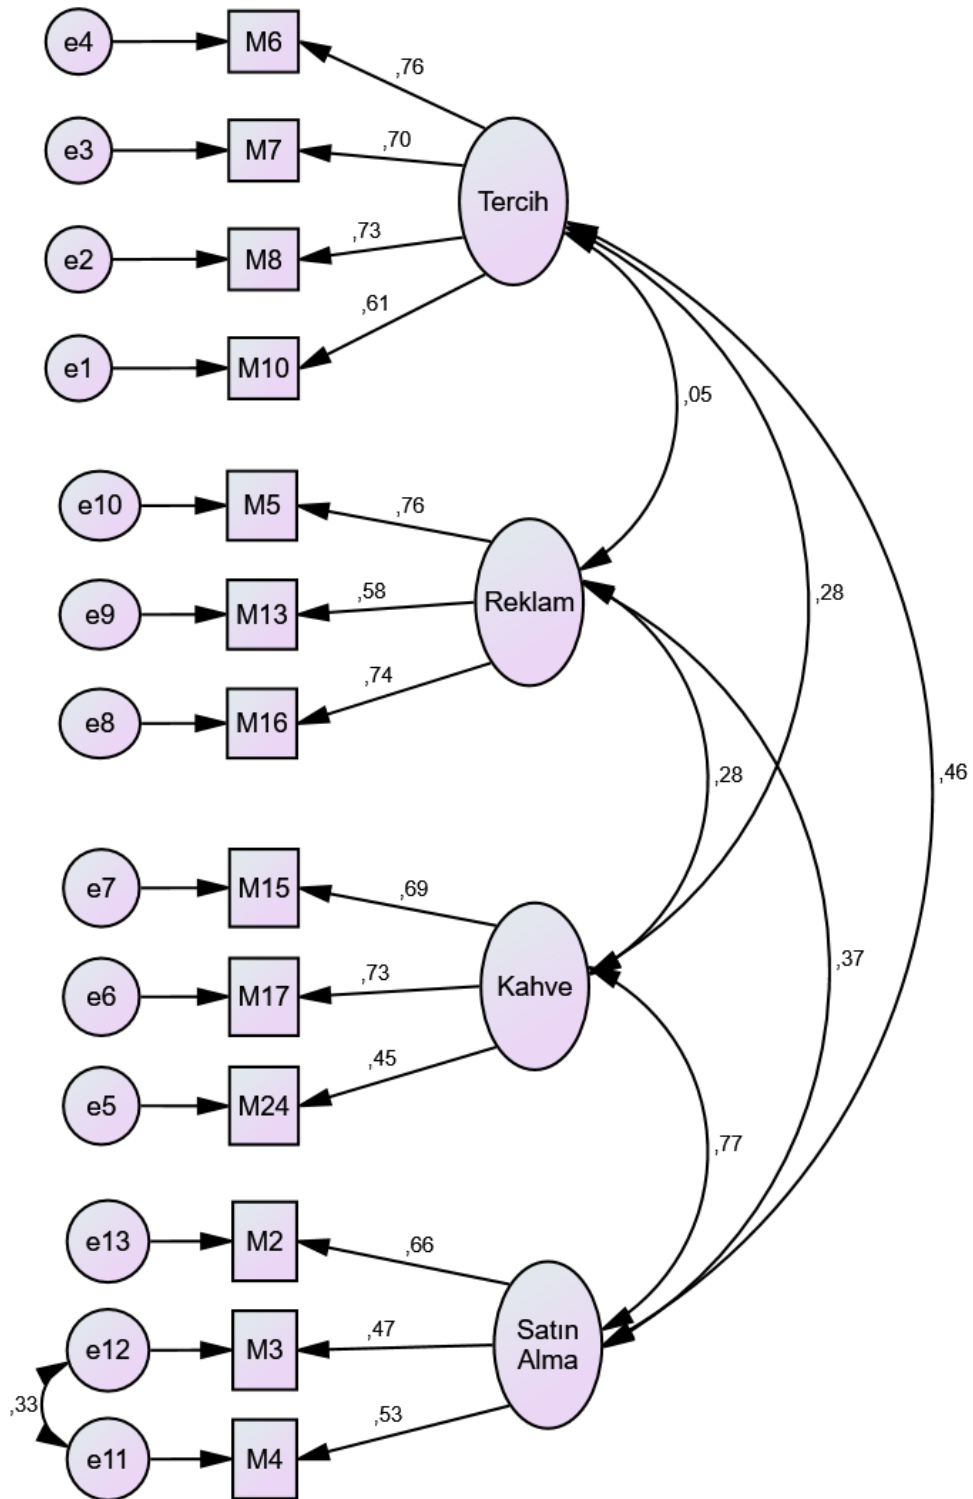 e4
M6
,76
e3
M7
,70
Tercih
e2
M8
,73
e1
M10
,61
,05
e10
M5
,76
e9
M13
,58
Reklam
,28
e8
M16
,74
,28
,46
e7
M15
,69
e6
M17
,73
Kahve
,37
e5
M24
,45
,77
e13
M2
,66
e12
M3
,47
Satın
Alma
,33
e11
M4
,53